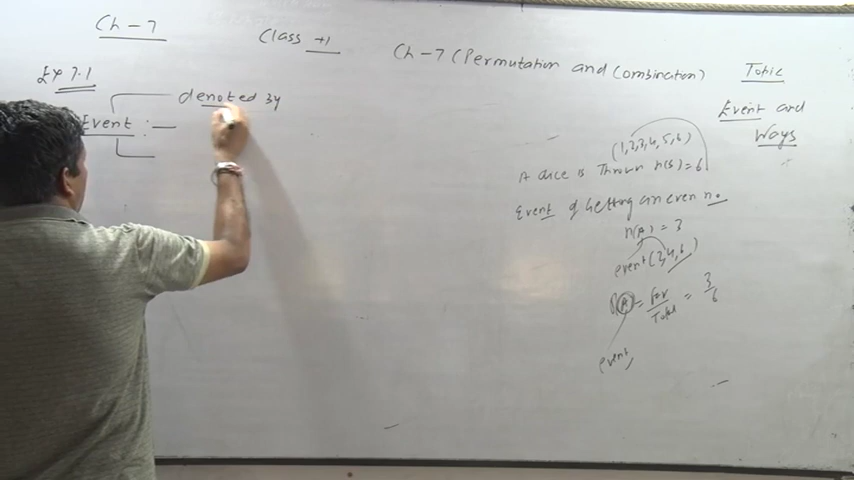 Ch-7
Class +1
Ch-7 (Permutation and Combination)
Topic
Event and
Ways
Ex 7.1
denoted by
Event :-
(1,2,3,4,5,6)
A dice is Thrown n(s)=6
Event of Getting an even no
n(A) = 3
event (2,4,6)
P(A) = Fav/Total = 3/6
event,